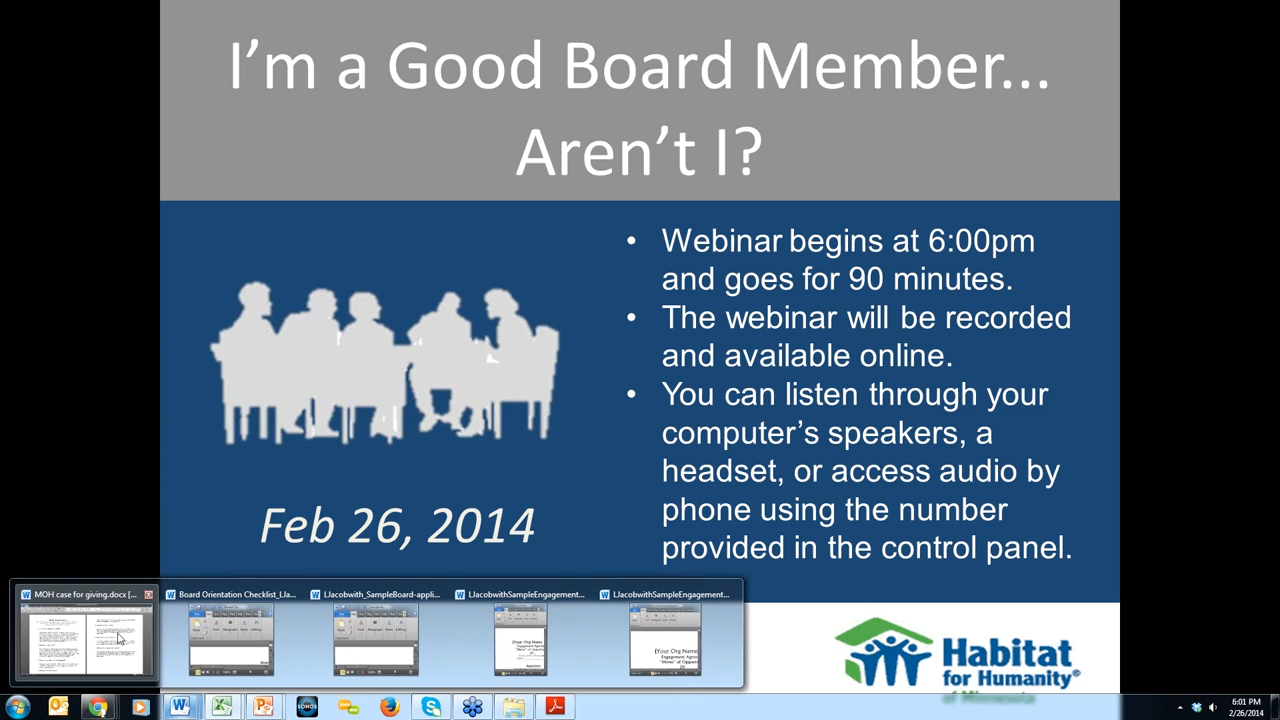 I’m a Good Board Member...
Aren’t I?
• Webinar begins at 6:00pm
and goes for 90 minutes.
• The webinar will be recorded
and available online.
• You can listen through your
computer’s speakers, a
headset, or access audio by
phone using the number
provided in the control panel.
Feb 26, 2014
MOH case for giving.docx [...
Board Orientation Checklist_LJa...
LJacobwith_SampleBoard-appli...
LJacobwithSampleEngagement...
LJacobwithSampleEngagement...
Habitat
for Humanity®
of Minnesota
SONOS
6:01 PM
2/26/2014